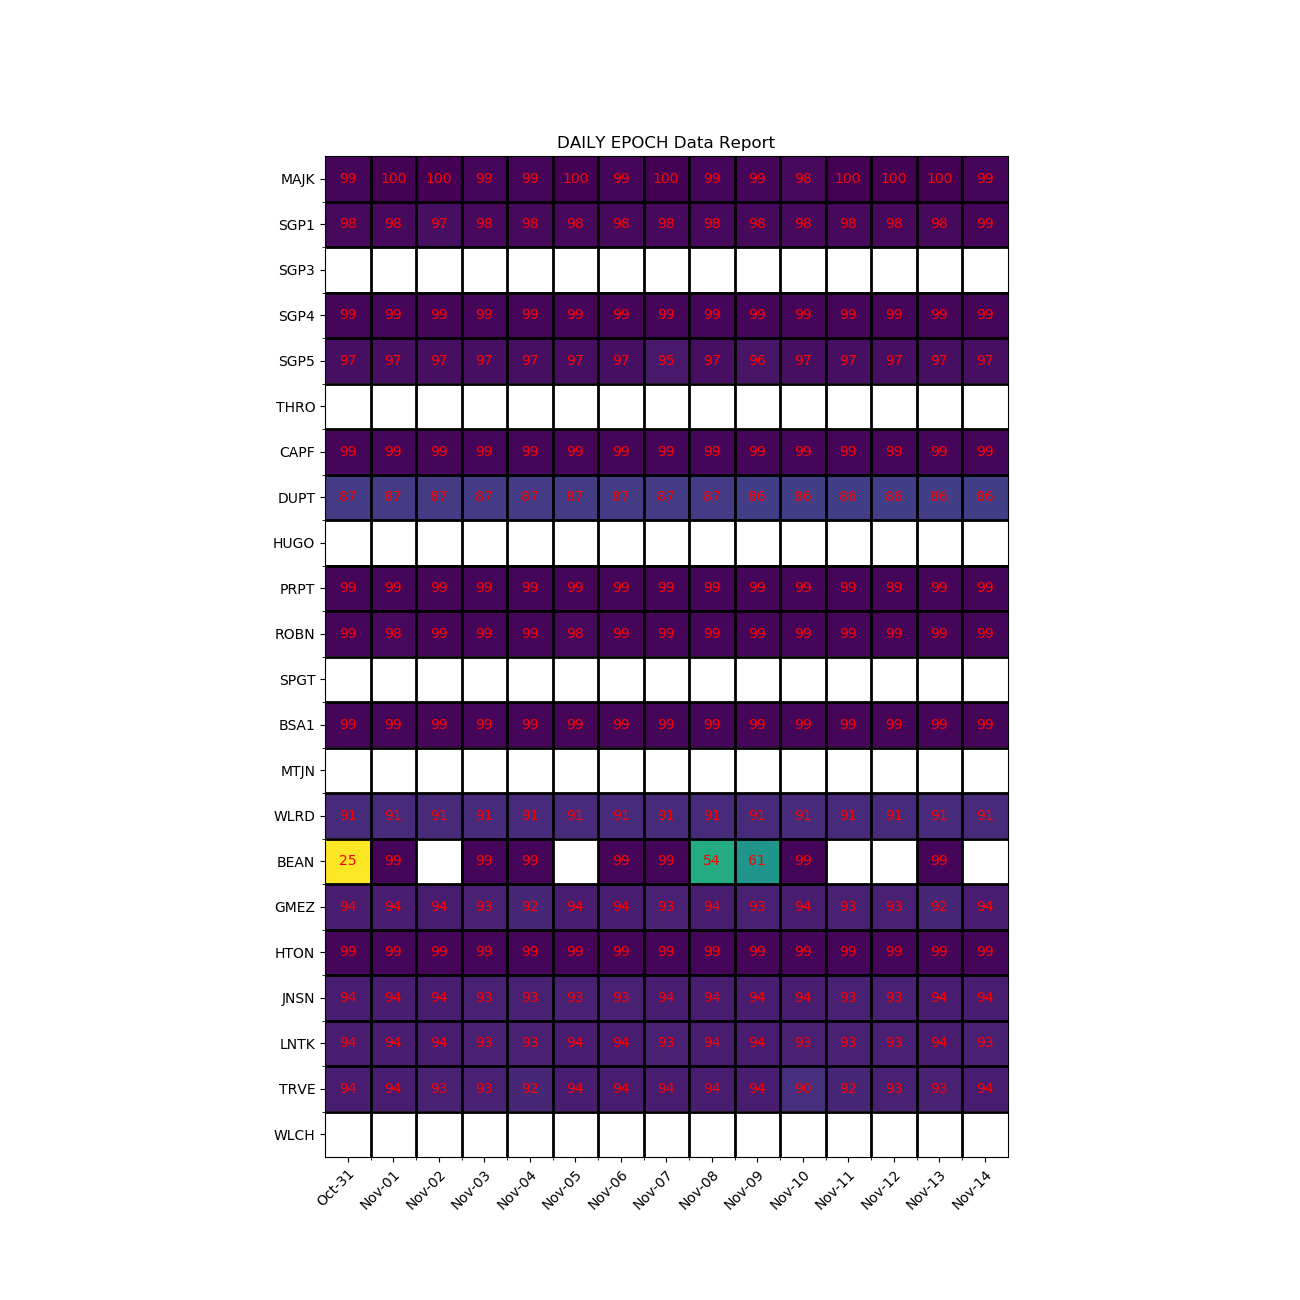 DAILY EPOCH Data Report
MAJK 99 100 100 99 99 100 99 100 99 99 98 100 100 100 99
SGP1 98 98 97 98 98 98 98 98 98 98 98 98 98 98 99
SGP3
SGP4 99 99 99 99 99 99 99 99 99 99 99 99 99 99 99
SGP5 97 97 97 97 97 97 97 95 97 96 97 97 97 97 97
THRO
CAPF 99 99 99 99 99 99 99 99 99 99 99 99 99 99 99
DUPT 87 87 87 87 87 87 87 87 87 86 86 86 86 86 86
HUGO
PRPT 99 99 99 99 99 99 99 99 99 99 99 99 99 99 99
ROBN 99 98 99 99 99 98 99 99 99 99 99 99 99 99 99
SPGT
BSA1 99 99 99 99 99 99 99 99 99 99 99 99 99 99 99
MTJN
WLRD 91 91 91 91 91 91 91 91 91 91 91 91 91 91 91
BEAN 25 99 99 99 99 99 54 61 99 99
GMEZ 94 94 94 93 92 94 94 93 94 93 94 93 93 92 94
HTON 99 99 99 99 99 99 99 99 99 99 99 99 99 99 99
JNSN 94 94 94 93 93 93 93 94 94 94 94 93 93 94 94
LNTK 94 94 94 93 93 94 94 93 94 94 93 93 93 94 93
TRVE 94 94 93 93 92 94 94 94 94 94 90 92 93 93 94
WLCH
Oct-31 Nov-01 Nov-02 Nov-03 Nov-04 Nov-05 Nov-06 Nov-07 Nov-08 Nov-09 Nov-10 Nov-11 Nov-12 Nov-13 Nov-14